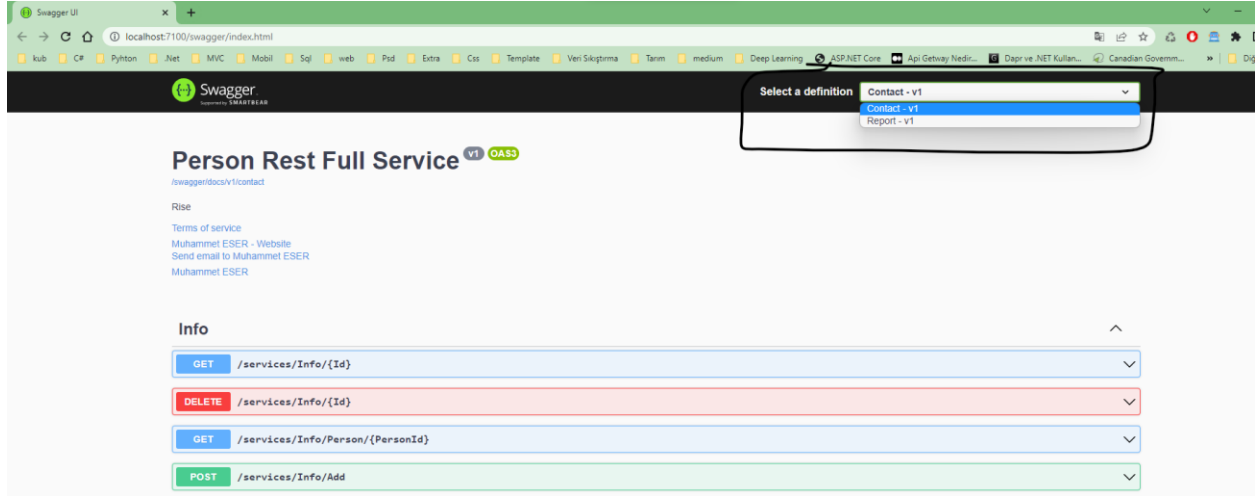 Swagger UI
localhost:7100/swagger/index.html
kub C# Pyhton .Net MVC Mobil Sql web Psd Extra Css Template Veri Sıkıştırma Tarım medium Deep Learning ASP.NET Core Api Getway Nedir... Dapr ve .NET Kullan... Canadian Governm... »
Swagger.
Supported by SMARTBEAR
Select a definition Contact - v1
Contact - v1
Report - v1
Person Rest Full Service v1 OAS3
/swagger/docs/v1/contact
Rise
Terms of service
Muhammet ESER - Website
Send email to Muhammet ESER
Muhammet ESER
Info
GET /services/Info/{Id}
DELETE /services/Info/{Id}
GET /services/Info/Person/{PersonId}
POST /services/Info/Add